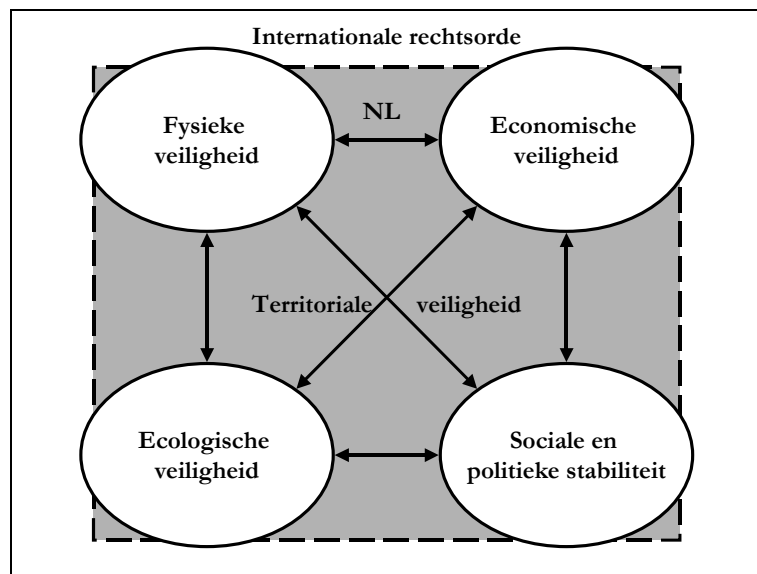 Internationale rechtsorde
Fysieke
veiligheid
NL
Economische
veiligheid
Territoriale veiligheid
Ecologische
veiligheid
Sociale en
politieke stabiliteit